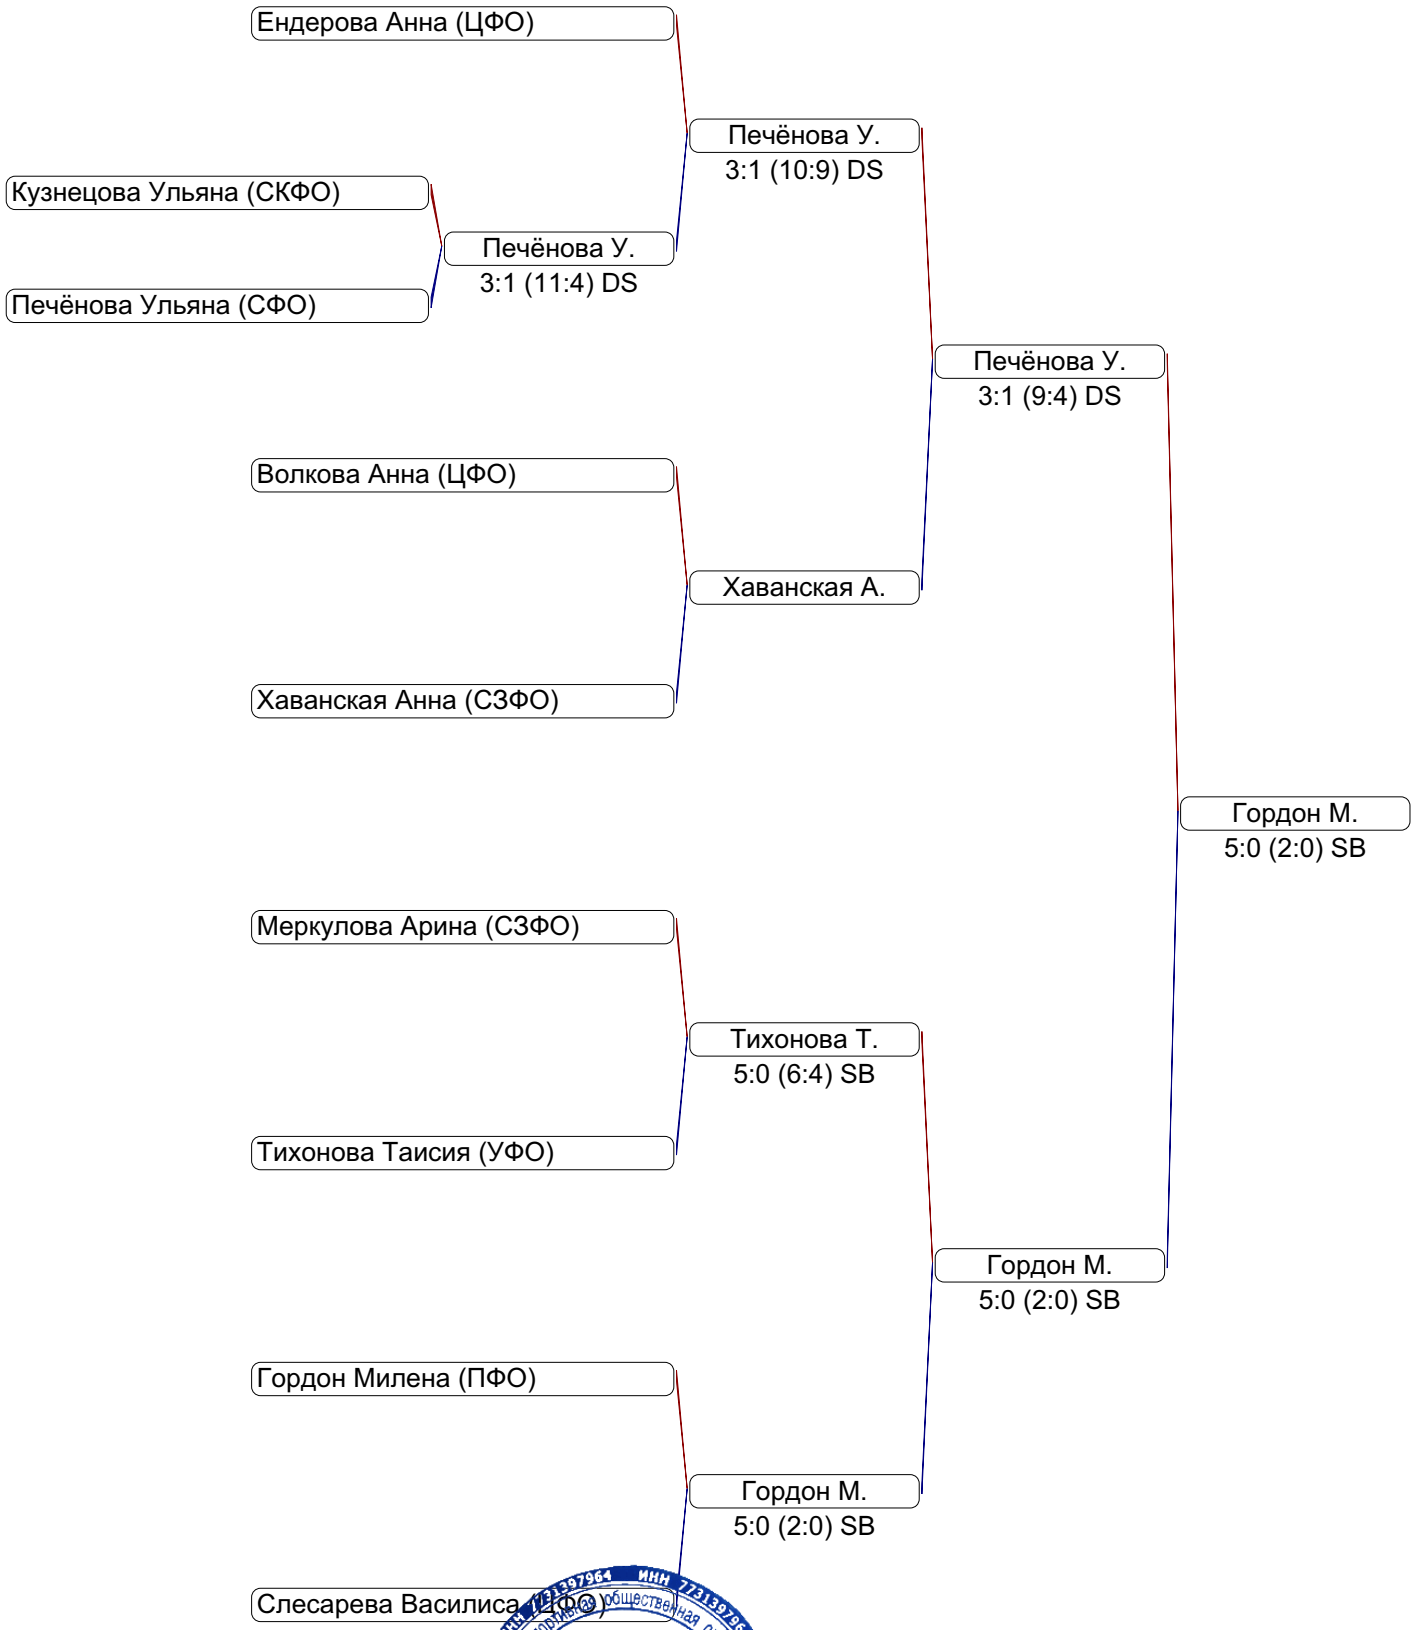 Ендерова Анна (ЦФО)
Печёнова У.
3:1 (10:9) DS
Кузнецова Ульяна (СКФО)
Печёнова У.
3:1 (11:4) DS
Печёнова Ульяна (СФО)
Печёнова У.
3:1 (9:4) DS
Волкова Анна (ЦФО)
Хаванская А.
Хаванская Анна (СЗФО)
Гордон М.
5:0 (2:0) SB
Меркулова Арина (СЗФО)
Тихонова Т.
5:0 (6:4) SB
Тихонова Таисия (УФО)
Гордон М.
5:0 (2:0) SB
Гордон Милена (ПФО)
Гордон М.
5:0 (2:0) SB
Слесарева Василиса (ЦФО)
ИНН
общественная